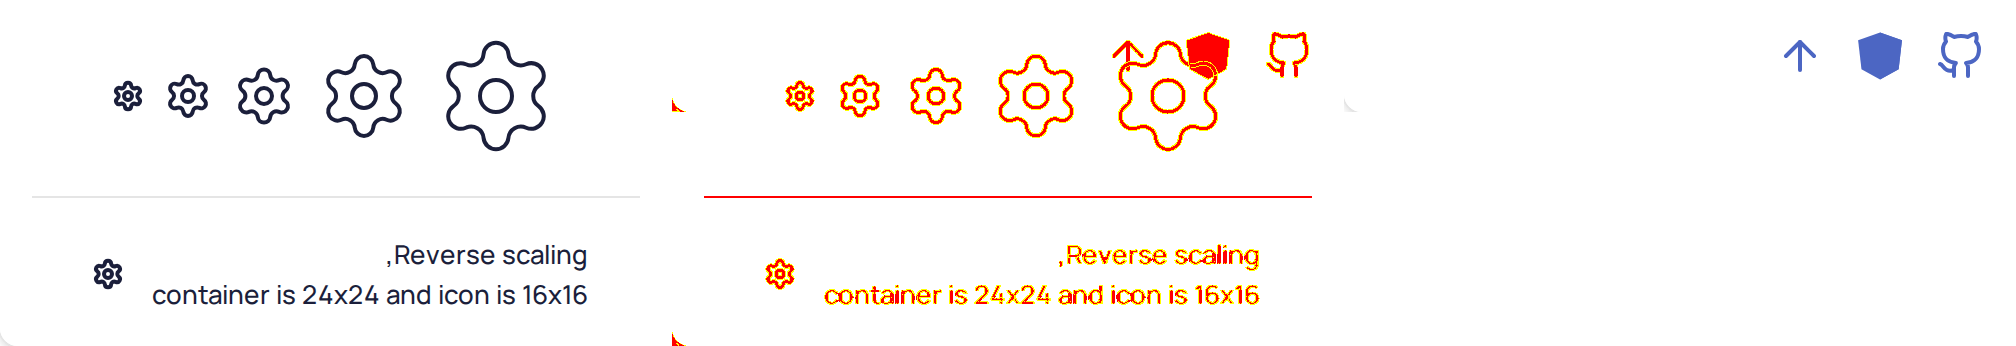 ,Reverse scaling
container is 24x24 and icon is 16x16
,Reverse scaling
container is 24x24 and icon is 16x16